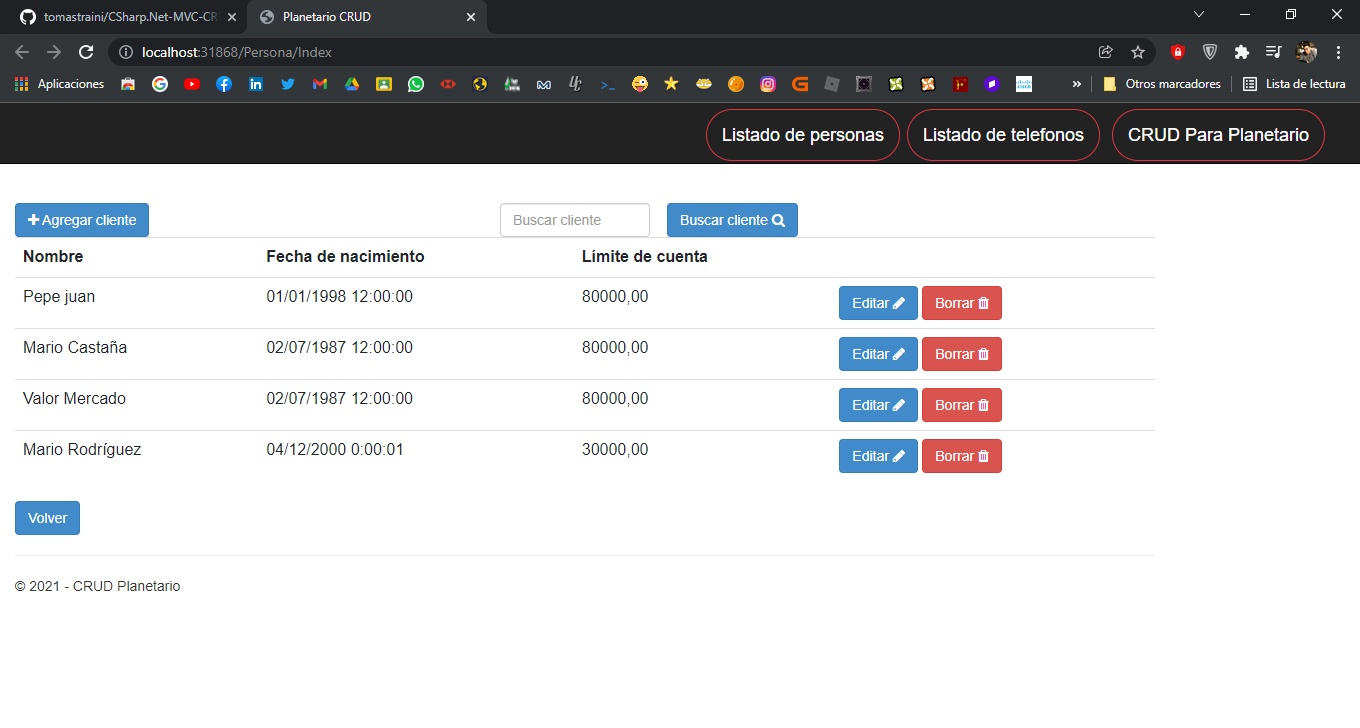 tomastraini/CSharp.Net-MVC-CR
Planetario CRUD
localhost:31868/Persona/Index
Aplicaciones
Otros marcadores
Lista de lectura
Listado de personas
Listado de telefonos
CRUD Para Planetario
Agregar cliente
Buscar cliente
Buscar cliente
Nombre Fecha de nacimiento Límite de cuenta
Pepe juan 01/01/1998 12:00:00 80000,00 Editar Borrar
Mario Castaña 02/07/1987 12:00:00 80000,00 Editar Borrar
Valor Mercado 02/07/1987 12:00:00 80000,00 Editar Borrar
Mario Rodríguez 04/12/2000 0:00:01 30000,00 Editar Borrar
Volver
© 2021 - CRUD Planetario